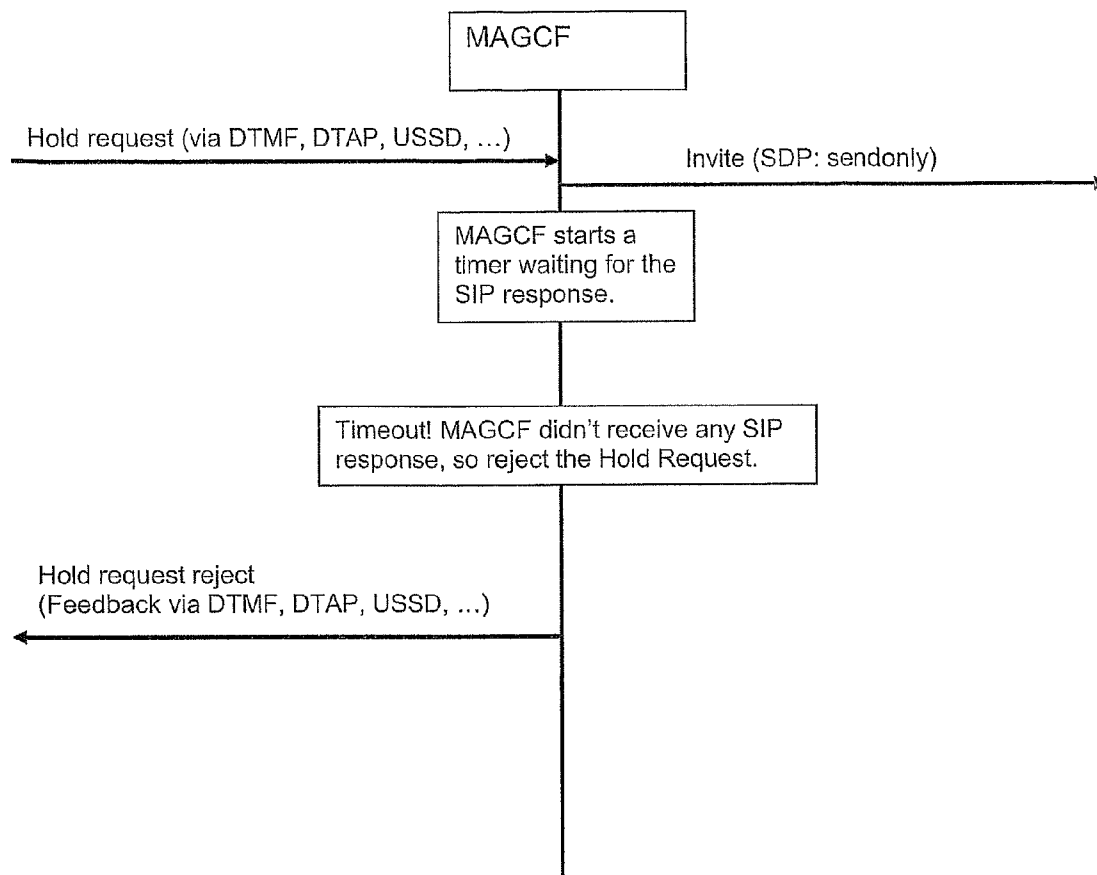 MAGCF
Hold request (via DTMF, DTAP, USSD, …)
Invite (SDP: sendonly)
MAGCF starts a
timer waiting for the
SIP response.
Timeout! MAGCF didn't receive any SIP
response, so reject the Hold Request.
Hold request reject
(Feedback via DTMF, DTAP, USSD, …)